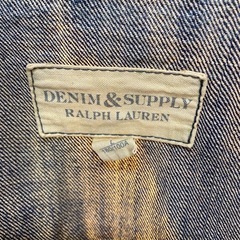 DENIM & SUPPLY
RALPH LAUREN
L